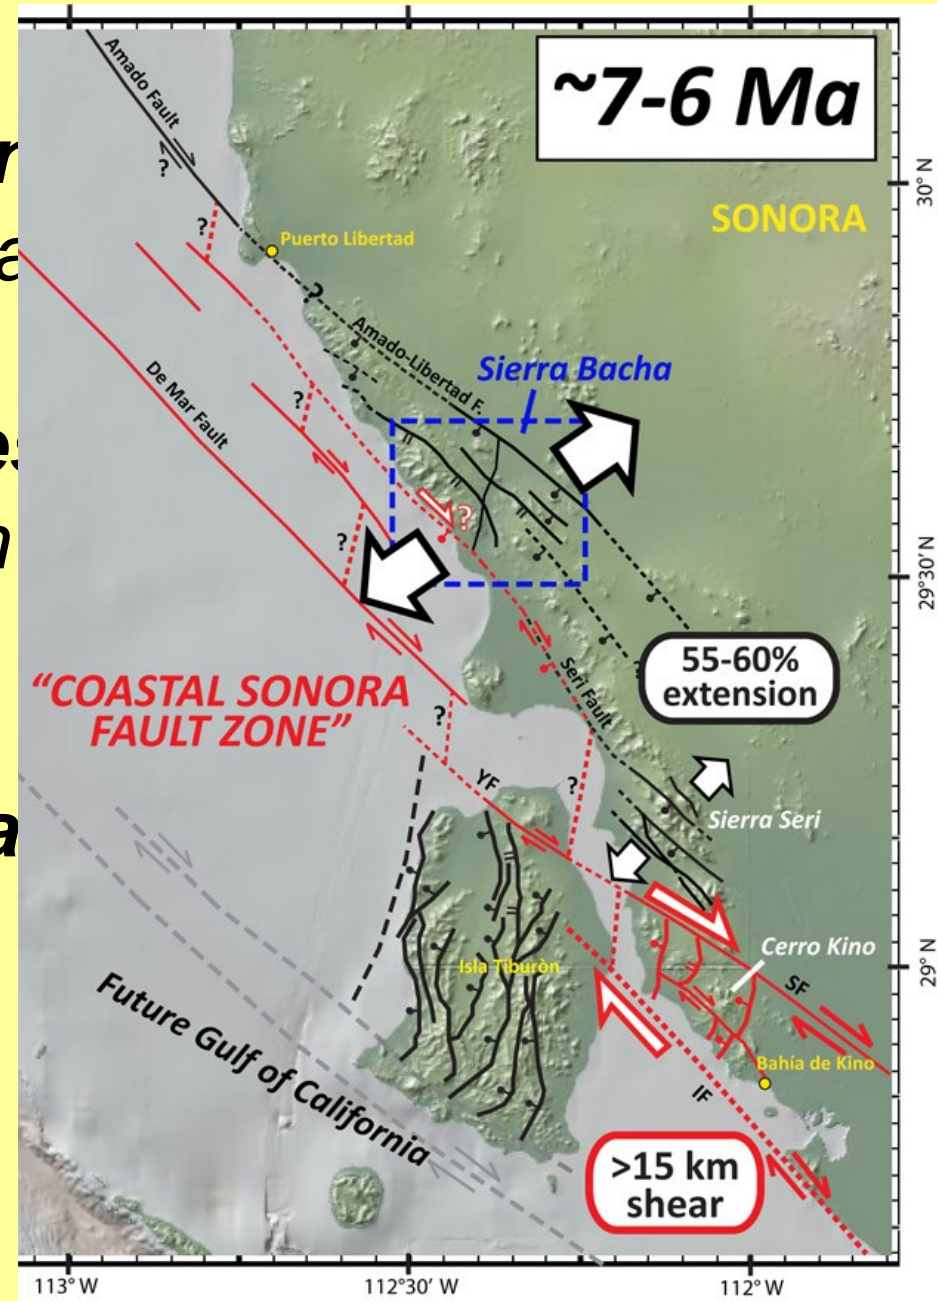 ~7-6 Ma
SONORA
30° N
Amado Fault
?
?
Puerto Libertad
?
Amado-Libertad F.
Sierra Bacha
De Mar Fault
?
?
?
29°30' N
55-60%
extension
Seri Fault
"COASTAL SONORA
FAULT ZONE"
?
?
YF
Sierra Seri
Cerro Kino
29° N
Isla Tiburòn
SF
Future Gulf of California
Bahía de Kino
IF
>15 km
shear
113° W
112°30' W
112° W